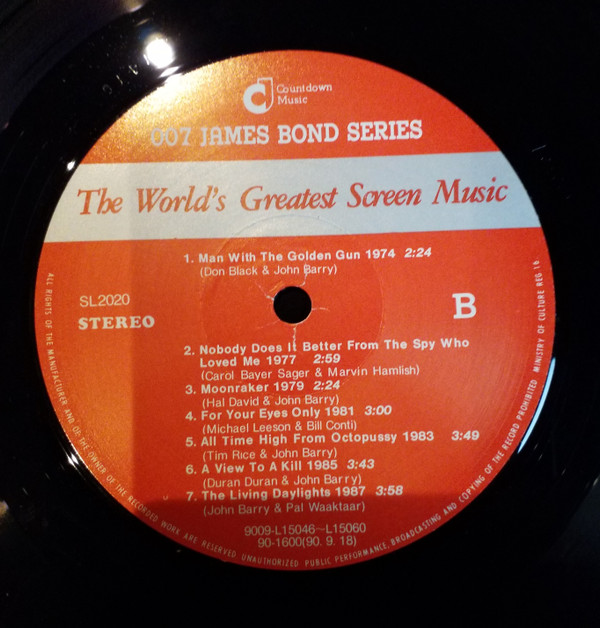 Countdown
Music
007 JAMES BOND SERIES
The World's Greatest Screen Music
1. Man With The Golden Gun 1974 2:24
(Don Black & John Barry)
SL2020
STEREO
B
2. Nobody Does It Better From The Spy Who
Loved Me 1977 2:59
(Carol Bayer Sager & Marvin Hamlish)
3. Moonraker 1979 2:24
(Hal David & John Barry)
4. For Your Eyes Only 1981 3:00
(Michael Leeson & Bill Conti)
5. All Time High From Octopussy 1983 3:49
(Tim Rice & John Barry)
6. A View To A Kill 1985 3:43
(Duran Duran & John Barry)
7. The Living Daylights 1987 3:58
(John Barry & Pal Waaktaar)
9009-L15046~L15060
90-1600(90. 9. 18)
ALL RIGHTS OF THE MANUFACTURER AND OF THE OWNER OF THE RECORDED WORK ARE RESERVED UNAUTHORIZED PUBLIC PERFORMANCE, BROADCASTING AND COPYING OF THE RECORD PROHIBITED MINISTRY OF CULTURE REG 16